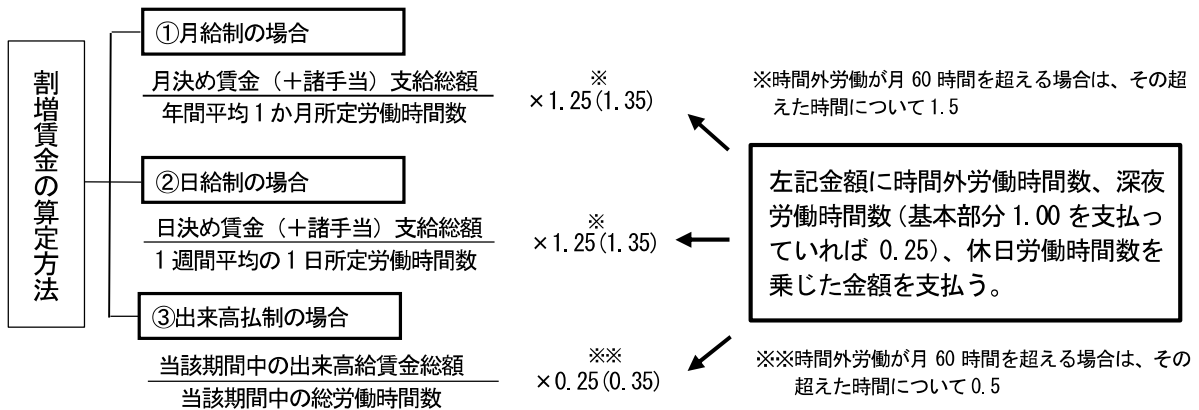 割増賃金の算定方法
①月給制の場合
月決め賃金(+諸手当)支給総額
年間平均1か月所定労働時間数
※
×1.25(1.35)
※時間外労働が月60時間を超える場合は、その超
えた時間について1.5
②日給制の場合
日決め賃金(+諸手当)支給総額
1週間平均の1日所定労働時間数
※
×1.25(1.35)
左記金額に時間外労働時間数、深夜
労働時間数(基本部分1.00を支払っ
ていれば0.25)、休日労働時間数を
乗じた金額を支払う。
③出来高払制の場合
当該期間中の出来高給賃金総額
当該期間中の総労働時間数
※※
×0.25(0.35)
※※時間外労働が月60時間を超える場合は、その
超えた時間について0.5